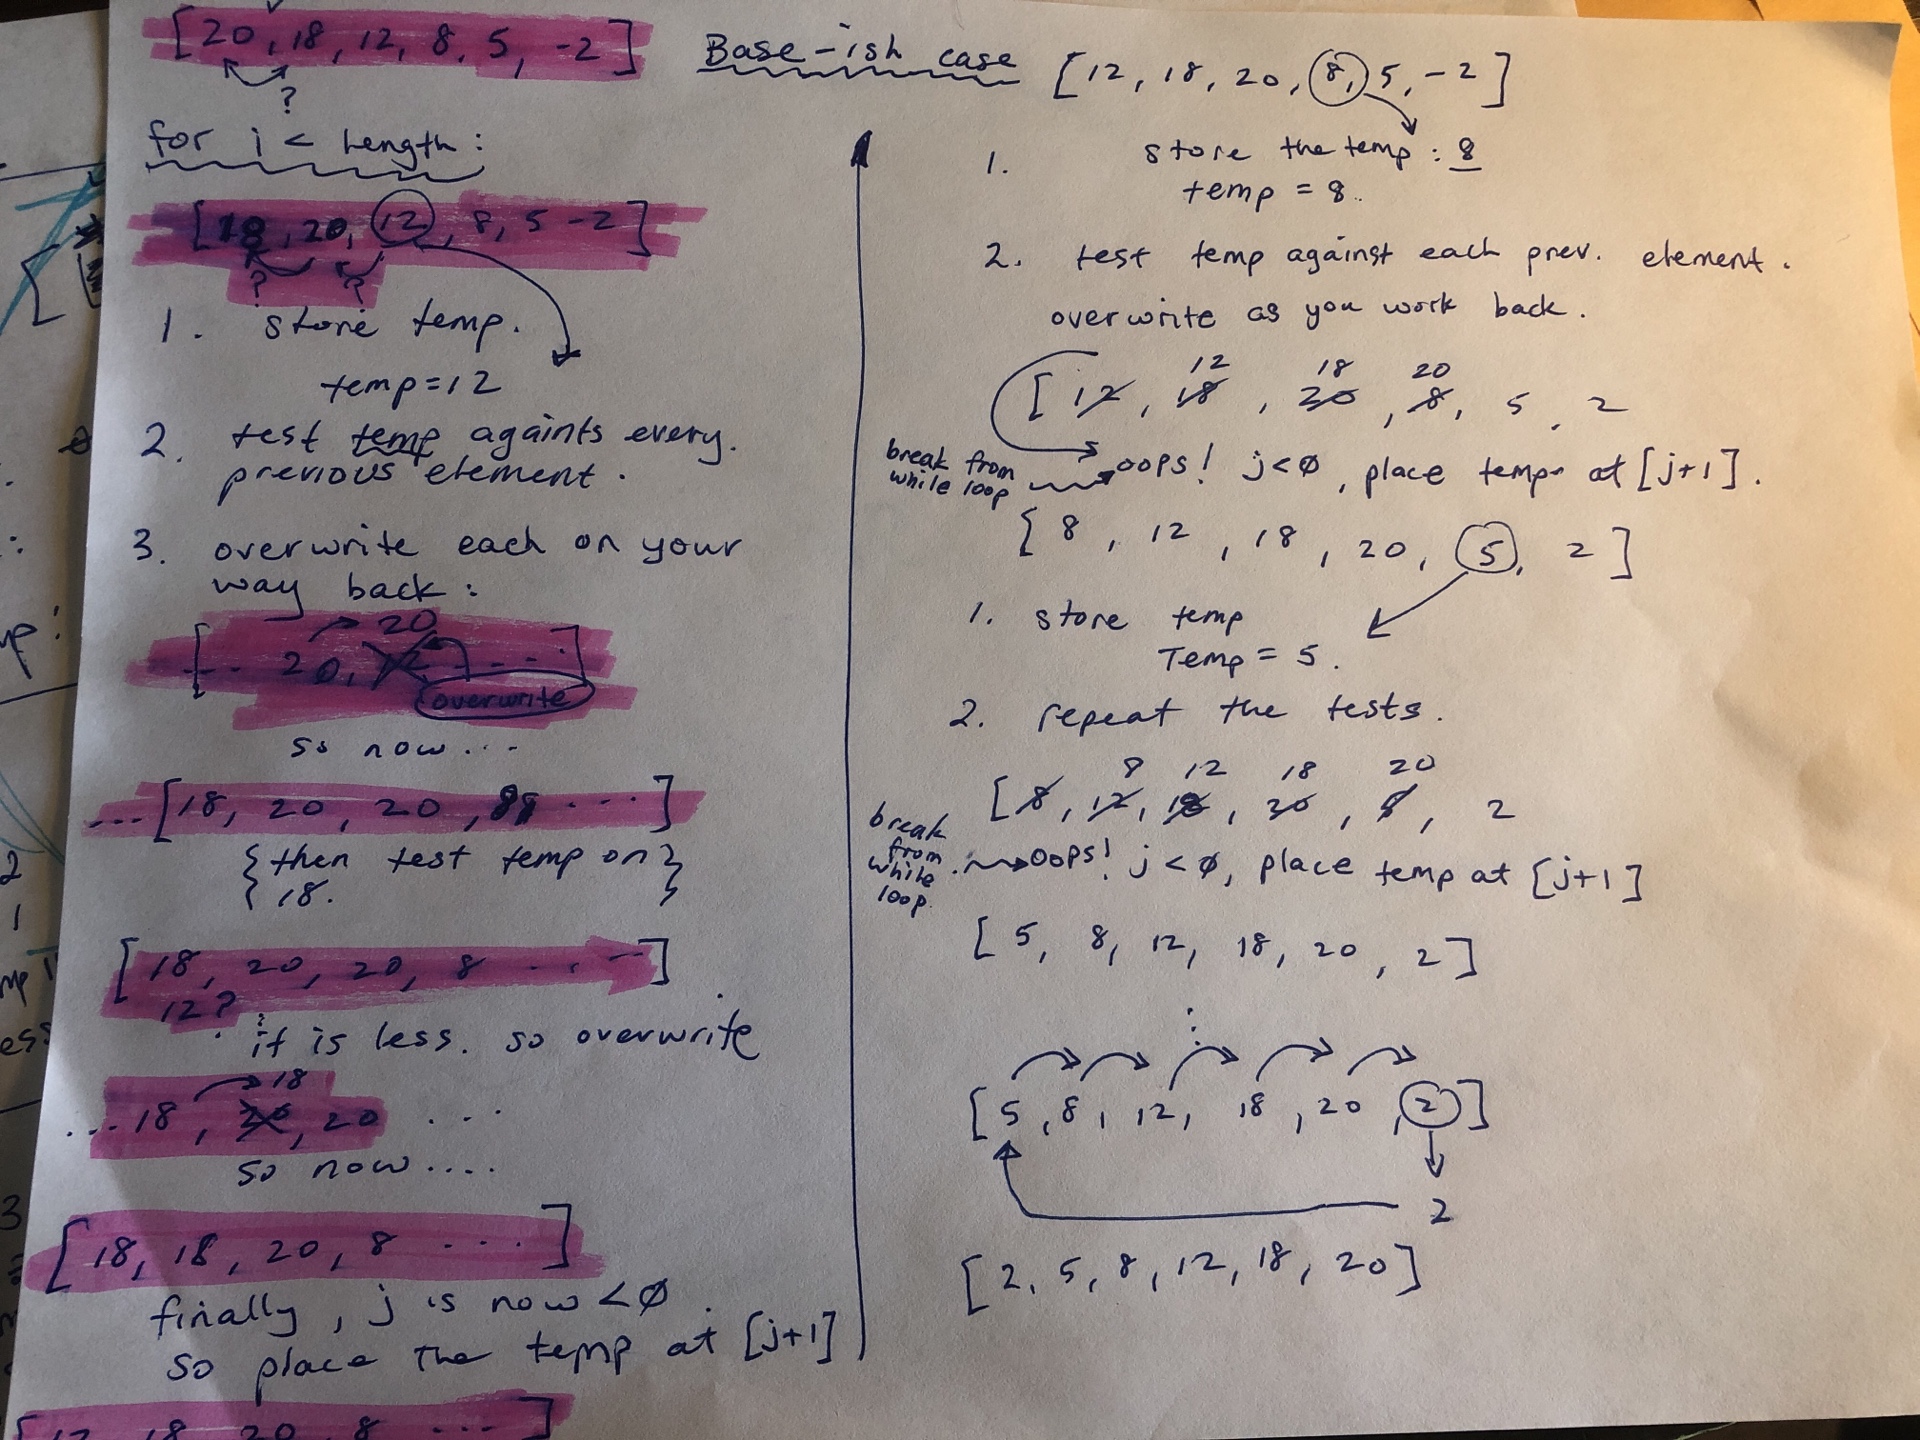 [20, 18, 12, 8, 5, -2]
?
for i < length:
[18, 20, 12, 8, 5 -2]
? ?
1. store temp.
temp=12
2. test temp againts every.
previous element.
3. overwrite each on your
way back:
20
[-- 20, 12 - - - -]
overwrite
so now...
...[18, 20, 20, 8 ...]
{then test temp on}
{18. }
[18, 20, 20, 8 ...]
12?
it is less. so overwrite
18
...18, 20, 20 ...
so now....
[18, 18, 20, 8 ...]
finally, j is now <0.
so place the temp at [j+1]
[12 18 20 8 ...]
Base-ish case [12, 18, 20, 8, 5, -2]
1. store the temp: 8
temp = 8.
2. test temp against each prev. element.
overwrite as you work back.
12 18 20
[12, 18, 20, 8, 5, 2
break from
while loop
oops! j<0, place temp at [j+1].
[8, 12, 18, 20, 5, 2]
1. store temp
Temp = 5.
2. repeat the tests.
8 12 18 20
[8, 12, 18, 20, 5, 2
break
from
while
loop.
oops! j<0, place temp at [j+1]
[5, 8, 12, 18, 20, 2]
[5, 8, 12, 18, 20, 2]
2
[2, 5, 8, 12, 18, 20]